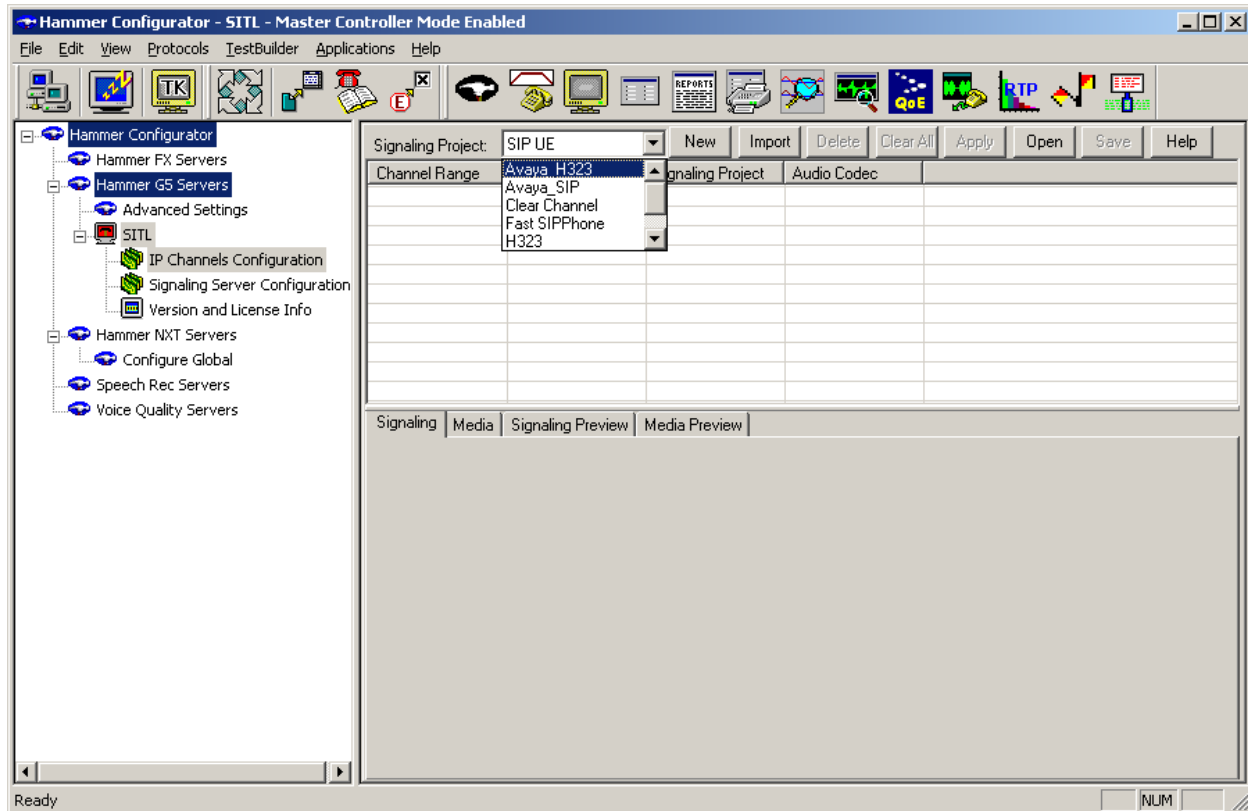 Hammer Configurator - SITL - Master Controller Mode Enabled
File Edit View Protocols TestBuilder Applications Help
TK
E
REPORTS
QoE
RTP
Hammer Configurator
Hammer FX Servers
Hammer G5 Servers
Advanced Settings
SITL
IP Channels Configuration
Signaling Server Configuration
Version and License Info
Hammer NXT Servers
Configure Global
Speech Rec Servers
Voice Quality Servers
Signaling Project: SIP UE New Import Delete Clear All Apply Open Save Help
Channel Range gnaling Project Audio Codec
Avaya_H323
Avaya_SIP
Clear Channel
Fast SIPPhone
H323
Signaling Media Signaling Preview Media Preview
Ready NUM